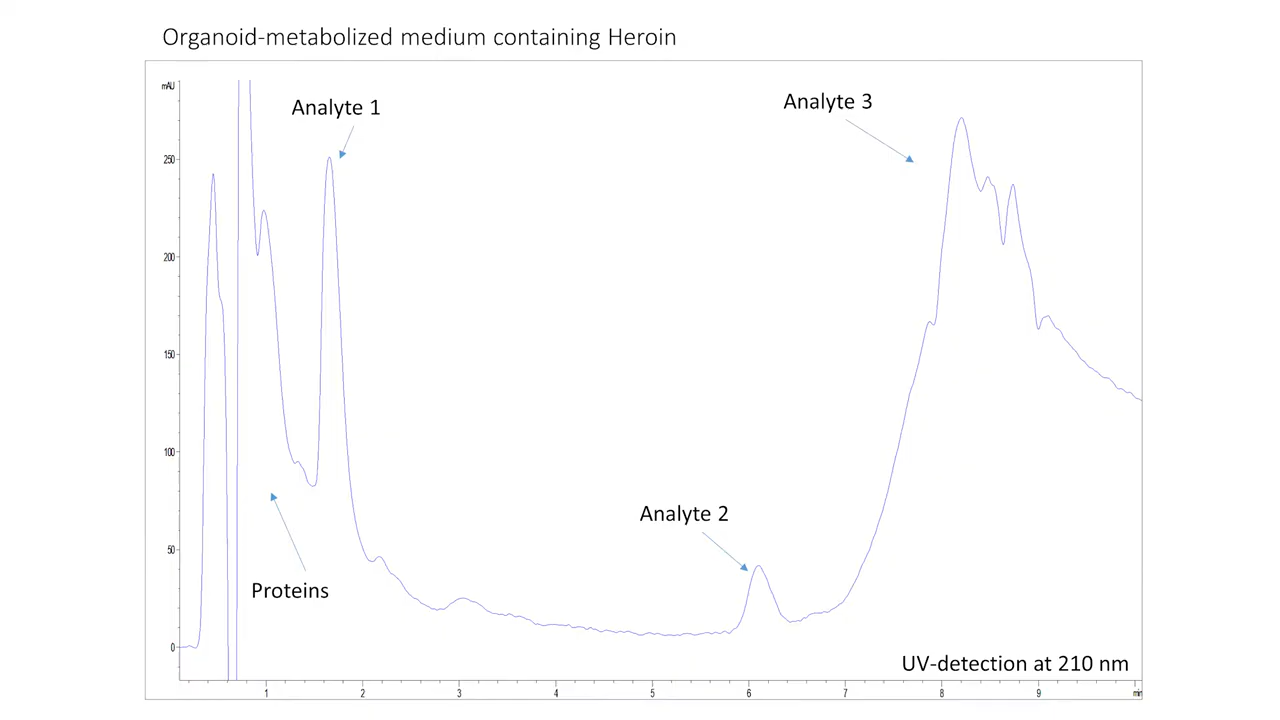 Organoid-metabolized medium containing Heroin
mAU
Analyte 1
Analyte 3
250
200
150
100
Analyte 2
50
Proteins
0
UV-detection at 210 nm
1 2 3 4 5 6 7 8 9 min